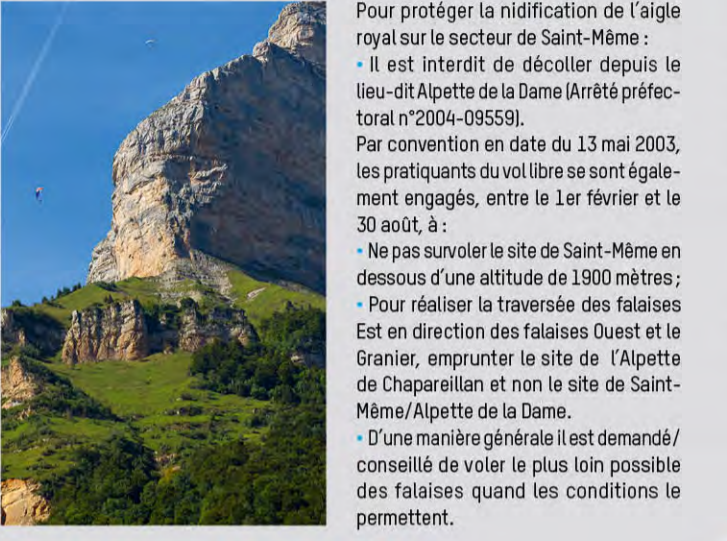 Pour protéger la nidification de l'aigle
royal sur le secteur de Saint-Même :
• Il est interdit de décoller depuis le
lieu-dit Alpette de la Dame (Arrêté préfec-
toral n°2004-09559).
Par convention en date du 13 mai 2003,
les pratiquants du vol libre se sont égale-
ment engagés, entre le 1er février et le
30 août, à :
• Ne pas survoler le site de Saint-Même en
dessous d'une altitude de 1900 mètres ;
• Pour réaliser la traversée des falaises
Est en direction des falaises Ouest et le
Granier, emprunter le site de l'Alpette
de Chapareillan et non le site de Saint-
Même/Alpette de la Dame.
• D'une manière générale il est demandé/
conseillé de voler le plus loin possible
des falaises quand les conditions le
permettent.